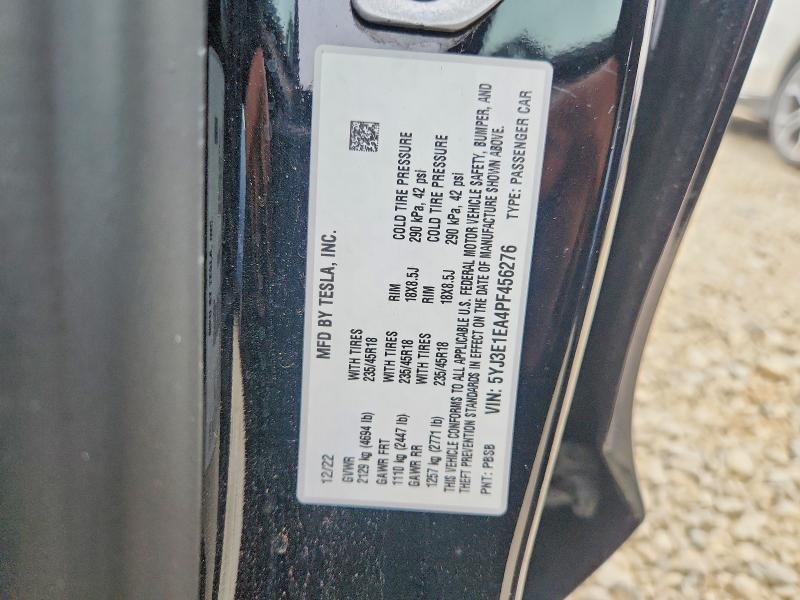 MFD BY TESLA, INC.
12/22
GVWR WITH TIRES
2129 kg (4694 lb) 235/45R18
GAWR FRT WITH TIRES RIM COLD TIRE PRESSURE
1110 kg (2447 lb) 235/45R18 18X8.5J 290 kPa, 42 psi
GAWR RR WITH TIRES RIM COLD TIRE PRESSURE
1257 kg (2771 lb) 235/45R18 18X8.5J 290 kPa, 42 psi
THIS VEHICLE CONFORMS TO ALL APPLICABLE U.S. FEDERAL MOTOR VEHICLE SAFETY, BUMPER, AND
THEFT PREVENTION STANDARDS IN EFFECT ON THE DATE OF MANUFACTURE SHOWN ABOVE.
PNT: PBSB VIN: 5YJ3E1EA4PF456276 TYPE: PASSENGER CAR